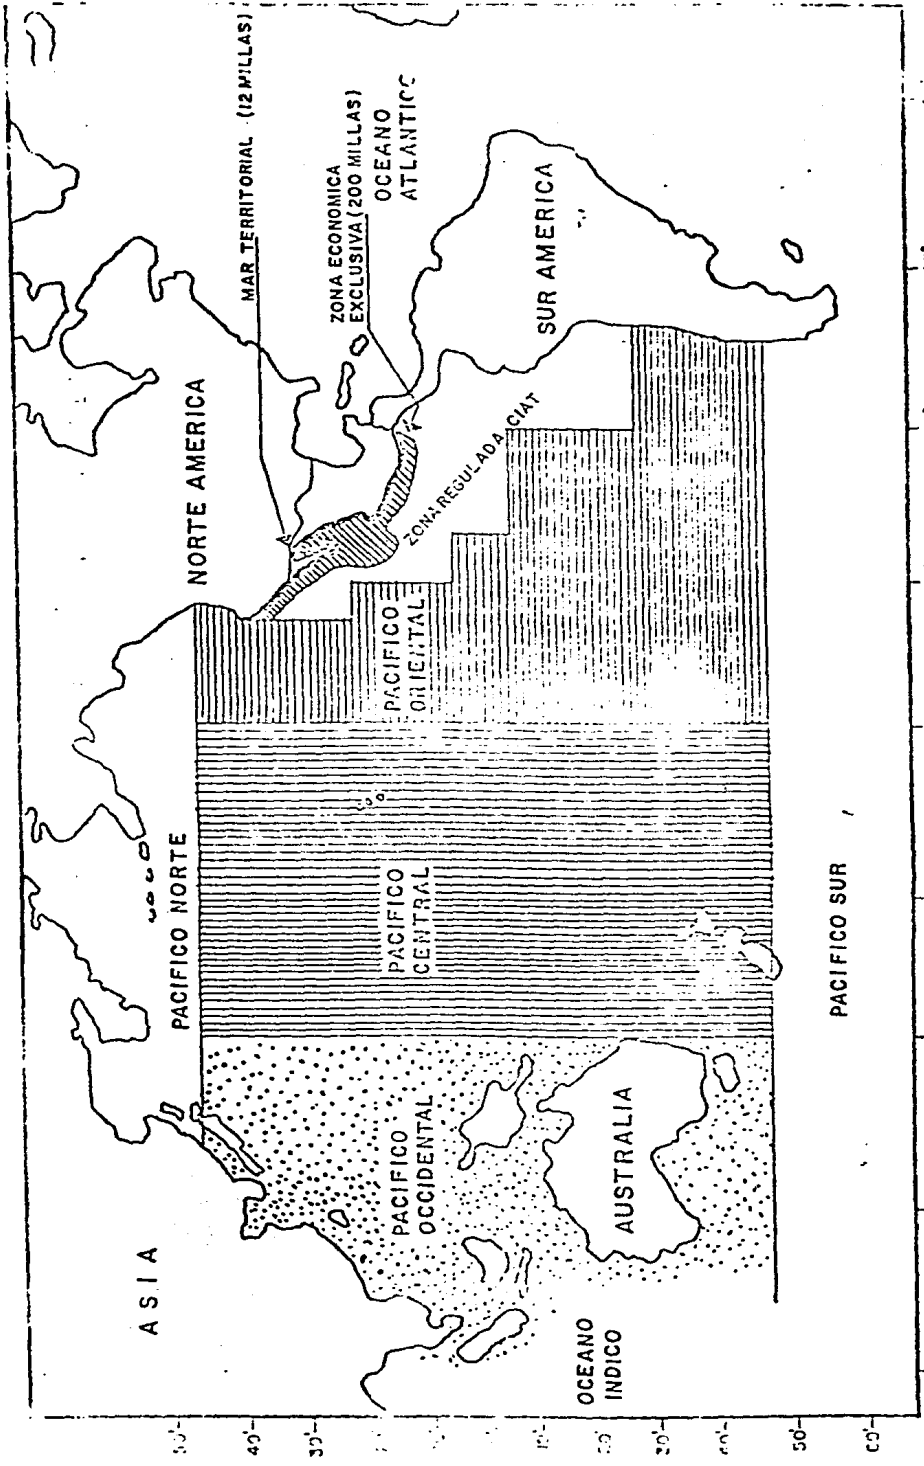 MAR TERRITORIAL (12 MILLAS)
ZONA ECONOMICA
EXCLUSIVA (200 MILLAS)
OCEANO
ATLANTICO
NORTE AMERICA
SUR AMERICA
ZONA REGULADA CIAT
PACIFICO
ORIENTAL
PACIFICO NORTE
PACIFICO
CENTRAL
PACIFICO SUR
ASIA
PACIFICO
OCCIDENTAL
AUSTRALIA
OCEANO
INDICO
40'
30'
50'
60'